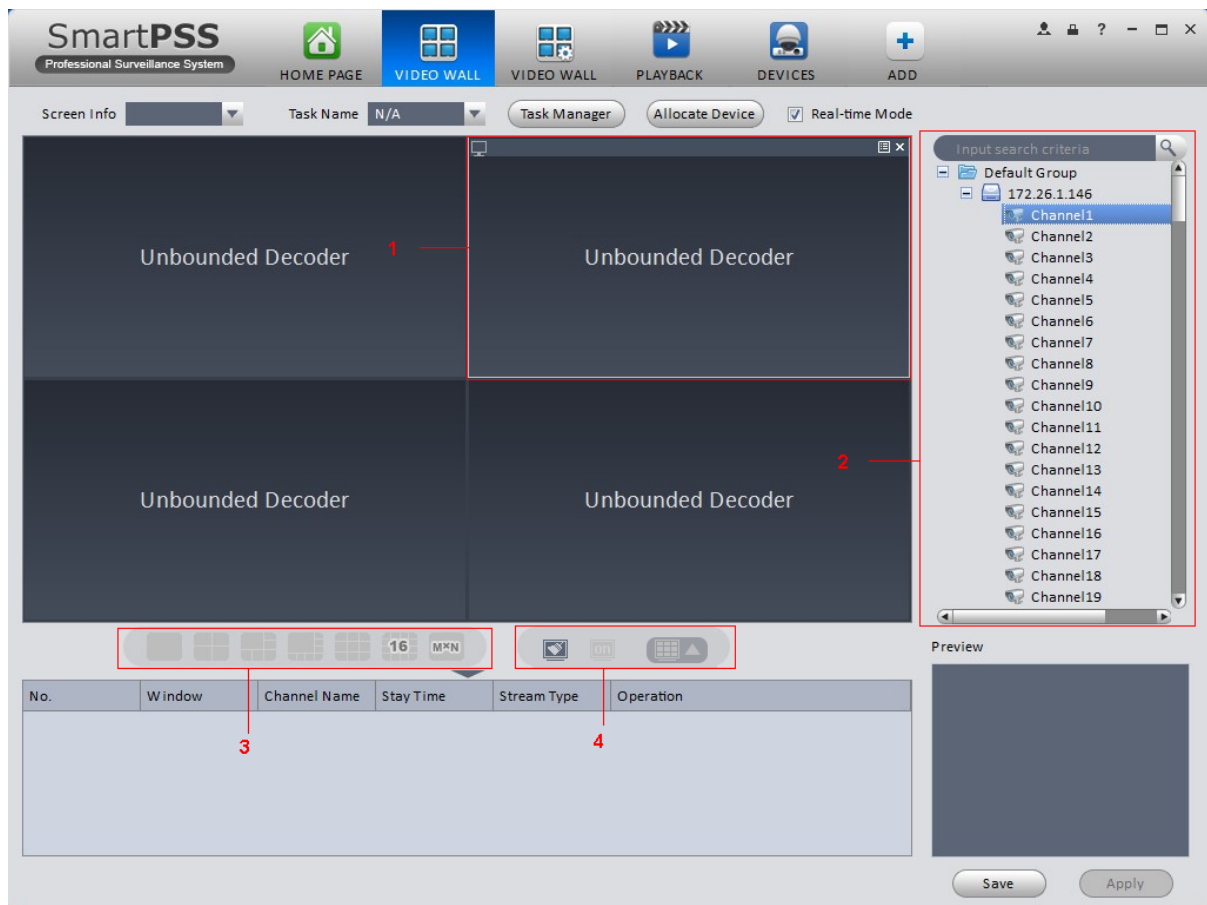 SmartPSS
Professional Surveillance System
HOME PAGE
VIDEO WALL
VIDEO WALL
PLAYBACK
DEVICES
ADD
?
Screen Info
Task Name N/A
Task Manager
Allocate Device
Real-time Mode
Unbounded Decoder
1
Unbounded Decoder
Unbounded Decoder
Unbounded Decoder
Input search criteria
Default Group
172.26.1.146
Channel1
Channel2
Channel3
Channel4
Channel5
Channel6
Channel7
Channel8
Channel9
Channel10
Channel11
Channel12
2
Channel13
Channel14
Channel15
Channel16
Channel17
Channel18
Channel19
16
M×N
on
Preview
No. Window Channel Name Stay Time Stream Type Operation
3
4
Save
Apply